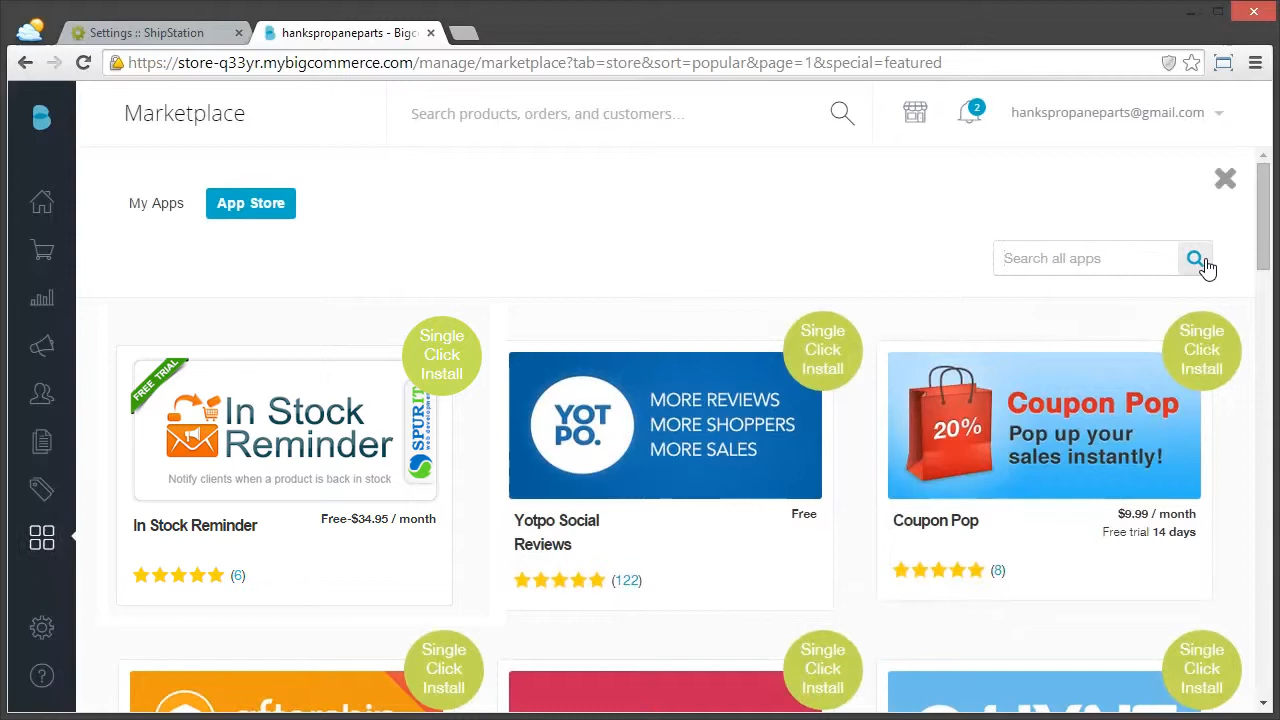 Settings :: ShipStation
hankspropaneparts - Bigc
https://store-q33yr.mybigcommerce.com/manage/marketplace?tab=store&sort=popular&page=1&special=featured
Marketplace
Search products, orders, and customers...
2
hankspropaneparts@gmail.com
My Apps
App Store
Search all apps
Single
Click
Install
FREE TRIAL
In Stock
Reminder
Notify clients when a product is back in stock
SPURIT
web development
In Stock Reminder
Free-$34.95 / month
(6)
Single
Click
Install
YOT
PO.
MORE REVIEWS
MORE SHOPPERS
MORE SALES
Yotpo Social
Reviews
Free
(122)
Single
Click
Install
20%
Coupon Pop
Pop up your
sales instantly!
Coupon Pop
$9.99 / month
Free trial 14 days
(8)
Single
Click
Install
aftership
Single
Click
Install
Single
Click
Install